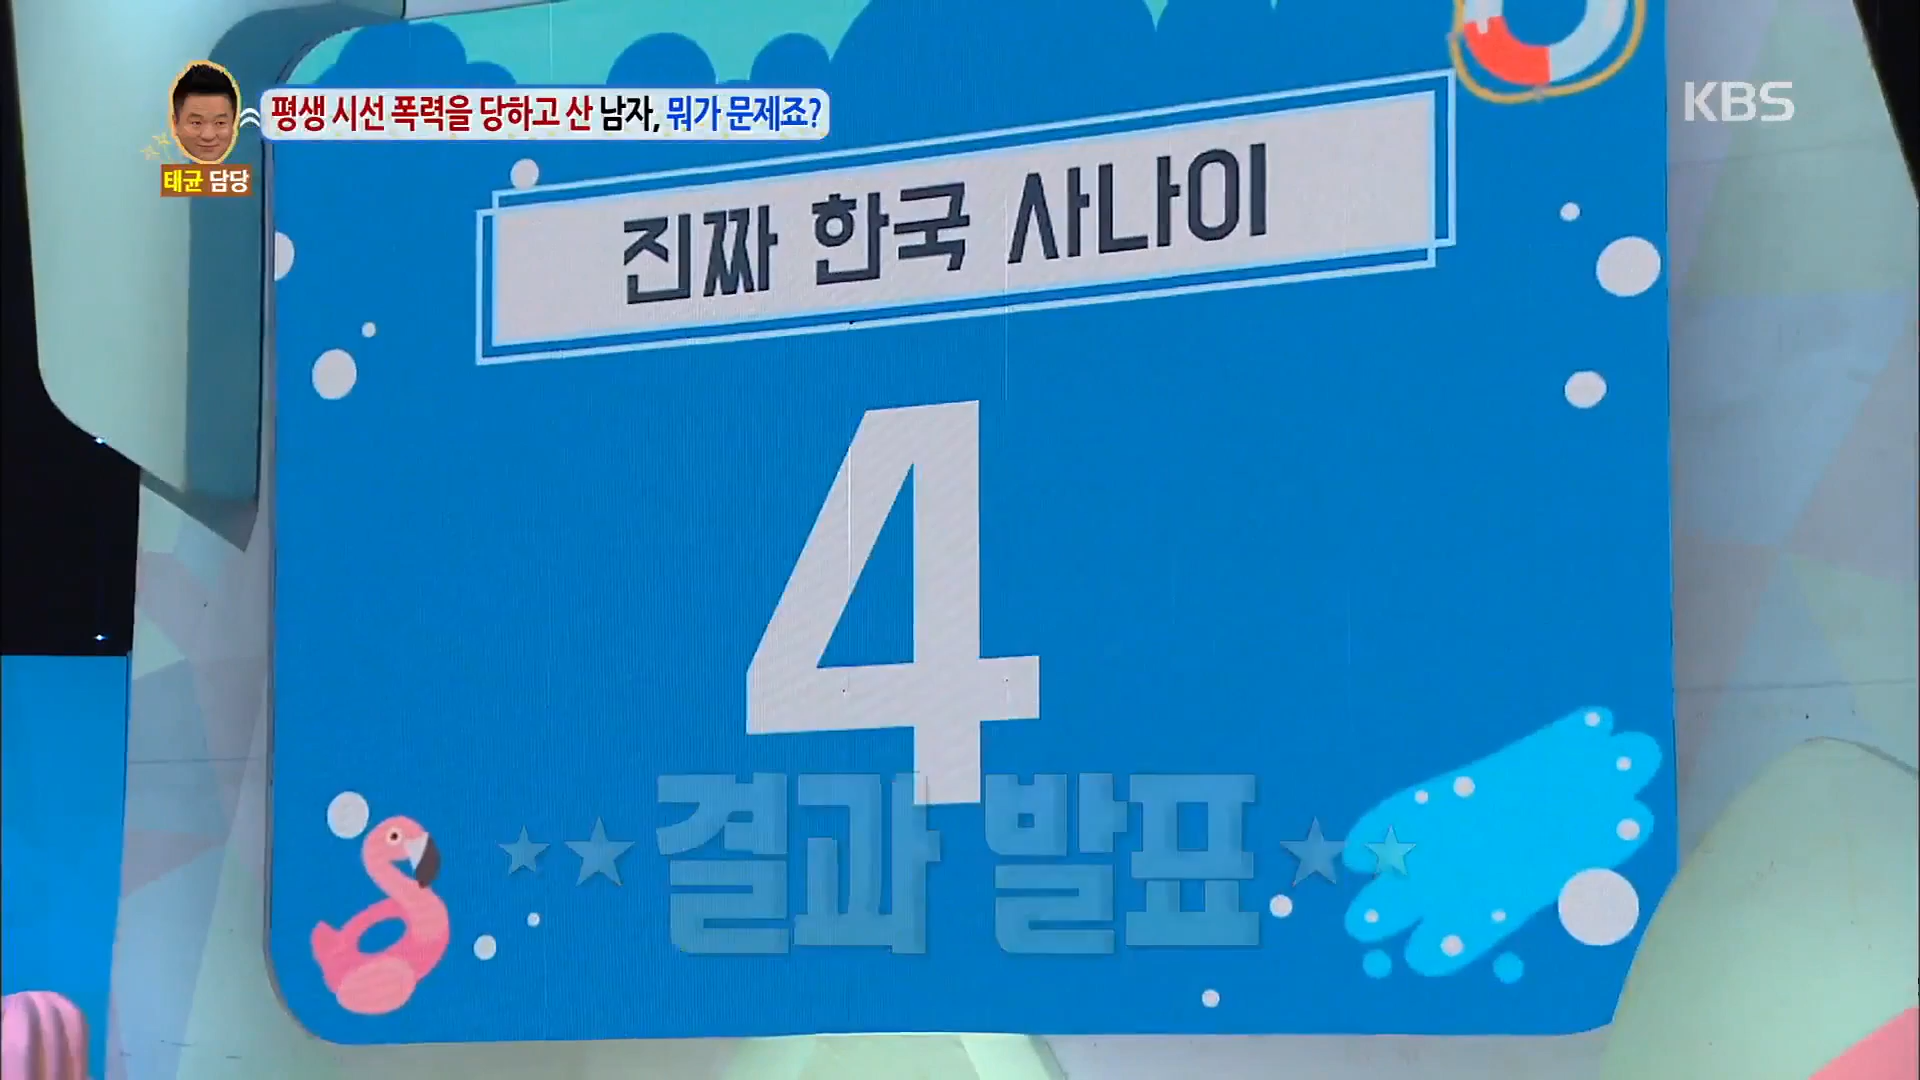 평생 시선 폭력을 당하고 산 남자, 뭐가 문제죠?
KBS
태균 담당
진짜 한국 사나이
4
결과 발표